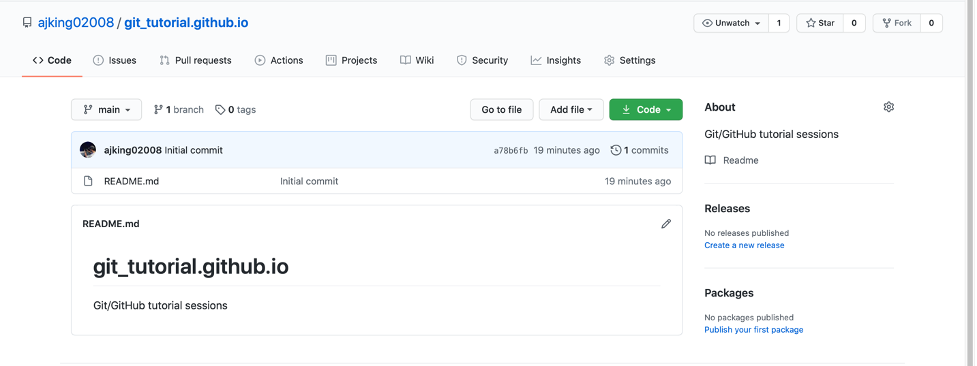 ajking02008 / git_tutorial.github.io
Unwatch 1 Star 0 Fork 0
Code Issues Pull requests Actions Projects Wiki Security Insights Settings
main 1 branch 0 tags Go to file Add file Code
ajking02008 Initial commit a78b6fb 19 minutes ago 1 commits
README.md Initial commit 19 minutes ago
README.md
git_tutorial.github.io
Git/GitHub tutorial sessions
About
Git/GitHub tutorial sessions
Readme
Releases
No releases published
Create a new release
Packages
No packages published
Publish your first package